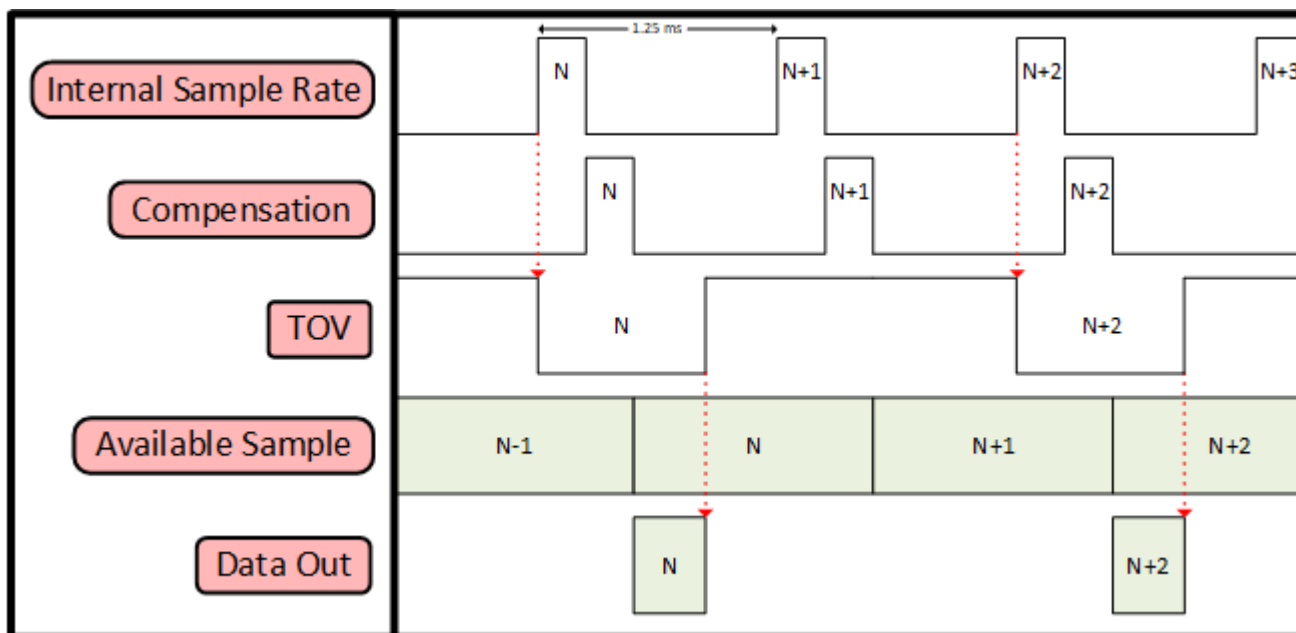 1.25 ms
Internal Sample Rate
N
N+1
N+2
N+3
Compensation
N
N+1
N+2
TOV
N
N+2
Available Sample
N-1
N
N+1
N+2
Data Out
N
N+2